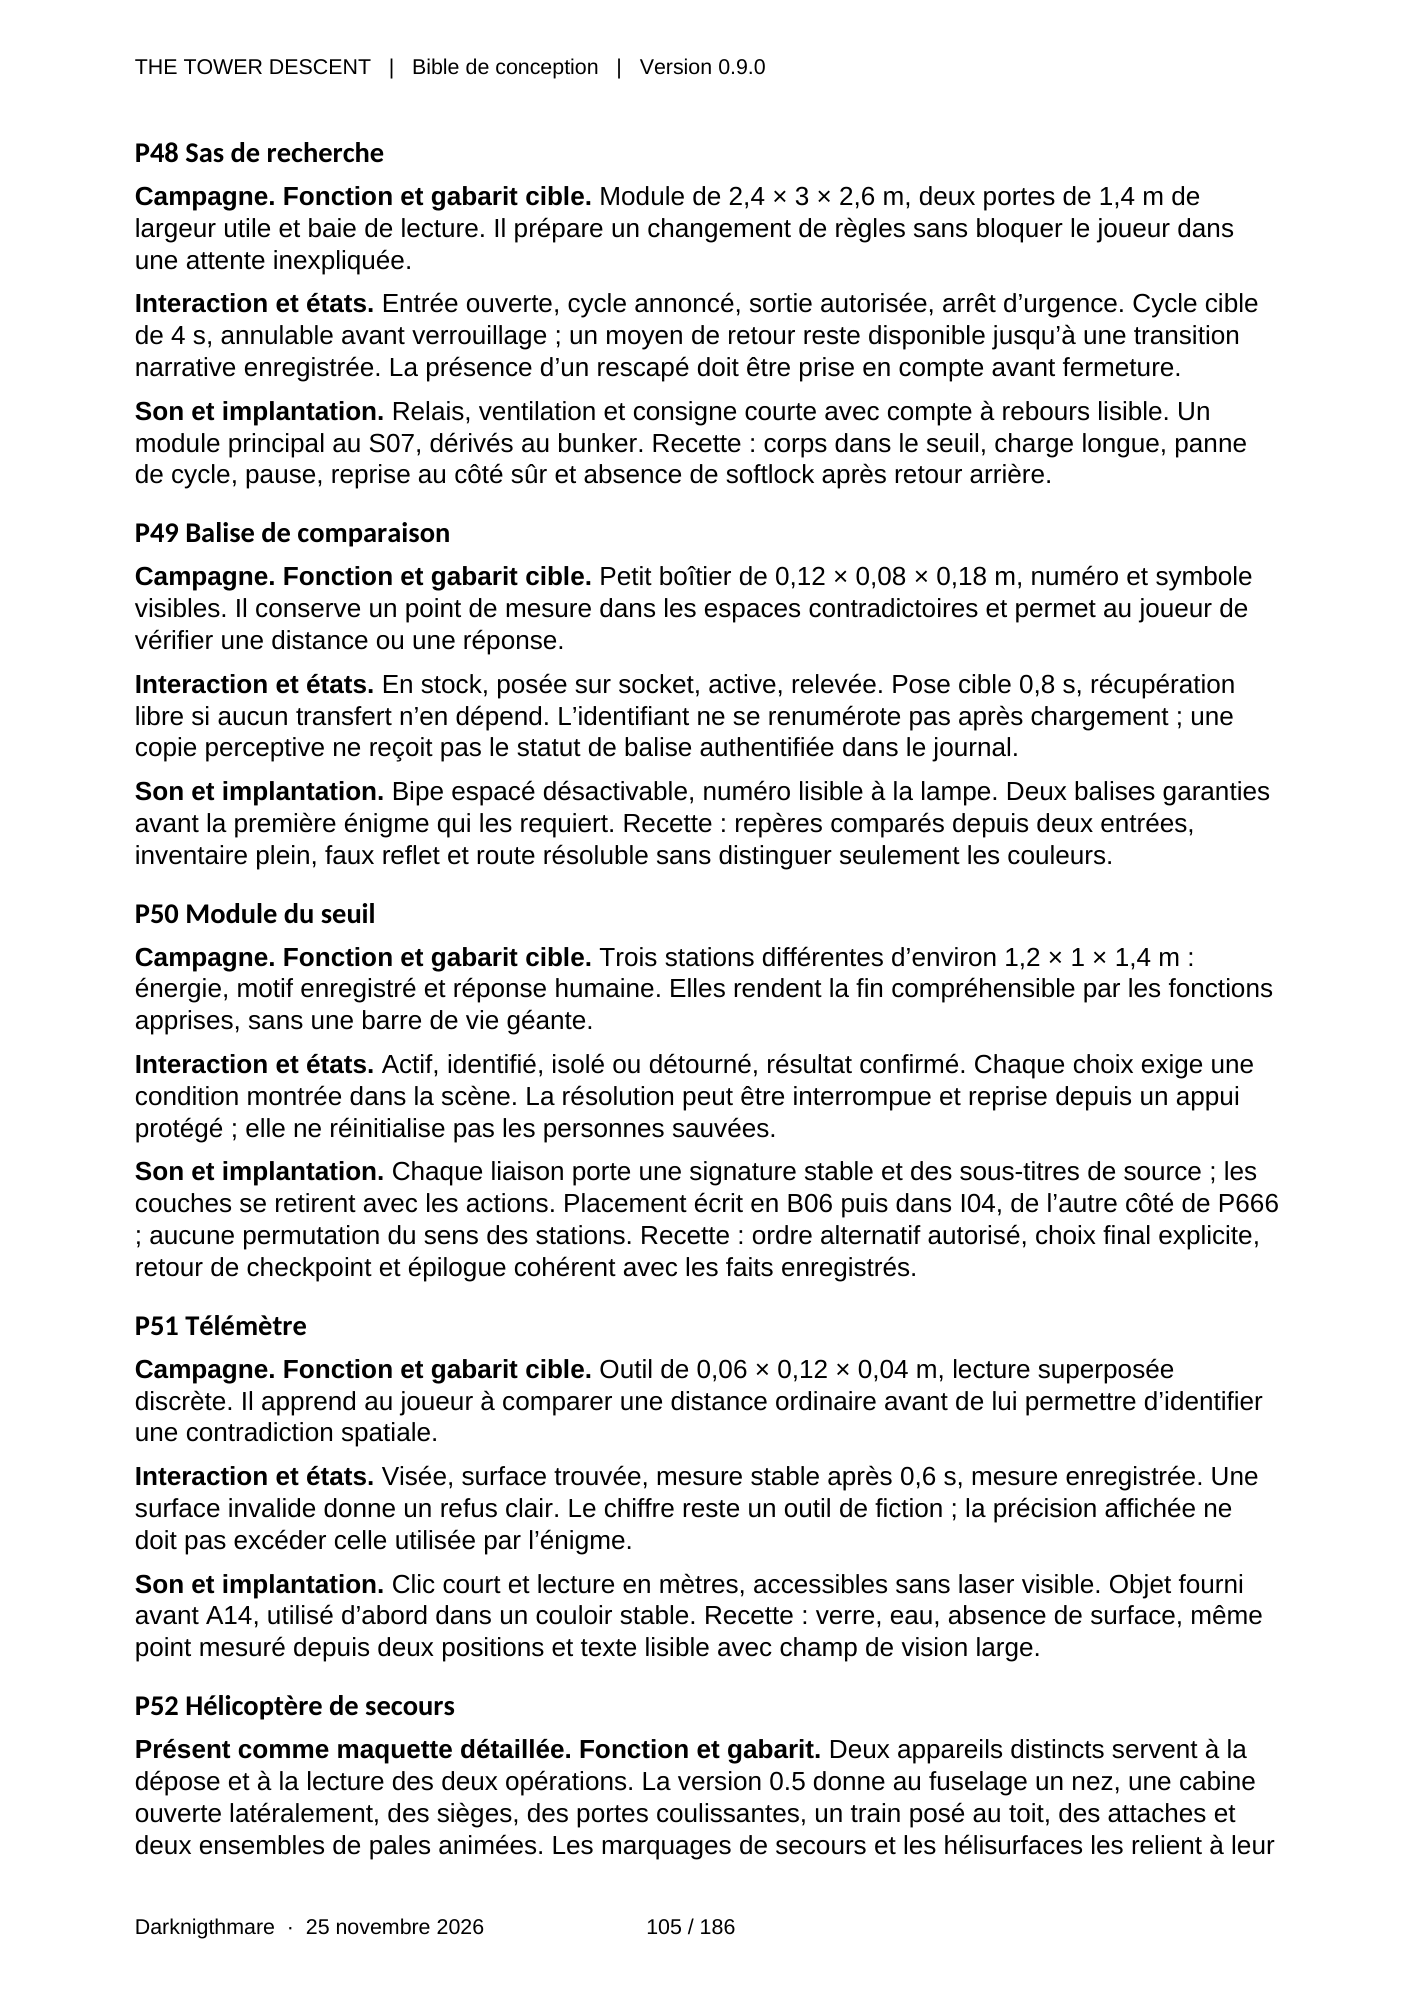 THE TOWER DESCENT | Bible de conception | Version 0.9.0
P48 Sas de recherche
Campagne. Fonction et gabarit cible. Module de 2,4 × 3 × 2,6 m, deux portes de 1,4 m de
largeur utile et baie de lecture. Il prépare un changement de règles sans bloquer le joueur dans
une attente inexpliquée.
Interaction et états. Entrée ouverte, cycle annoncé, sortie autorisée, arrêt d’urgence. Cycle cible
de 4 s, annulable avant verrouillage ; un moyen de retour reste disponible jusqu’à une transition
narrative enregistrée. La présence d’un rescapé doit être prise en compte avant fermeture.
Son et implantation. Relais, ventilation et consigne courte avec compte à rebours lisible. Un
module principal au S07, dérivés au bunker. Recette : corps dans le seuil, charge longue, panne
de cycle, pause, reprise au côté sûr et absence de softlock après retour arrière.
P49 Balise de comparaison
Campagne. Fonction et gabarit cible. Petit boîtier de 0,12 × 0,08 × 0,18 m, numéro et symbole
visibles. Il conserve un point de mesure dans les espaces contradictoires et permet au joueur de
vérifier une distance ou une réponse.
Interaction et états. En stock, posée sur socket, active, relevée. Pose cible 0,8 s, récupération
libre si aucun transfert n’en dépend. L’identifiant ne se renumérote pas après chargement ; une
copie perceptive ne reçoit pas le statut de balise authentifiée dans le journal.
Son et implantation. Bipe espacé désactivable, numéro lisible à la lampe. Deux balises garanties
avant la première énigme qui les requiert. Recette : repères comparés depuis deux entrées,
inventaire plein, faux reflet et route résoluble sans distinguer seulement les couleurs.
P50 Module du seuil
Campagne. Fonction et gabarit cible. Trois stations différentes d’environ 1,2 × 1 × 1,4 m :
énergie, motif enregistré et réponse humaine. Elles rendent la fin compréhensible par les fonctions
apprises, sans une barre de vie géante.
Interaction et états. Actif, identifié, isolé ou détourné, résultat confirmé. Chaque choix exige une
condition montrée dans la scène. La résolution peut être interrompue et reprise depuis un appui
protégé ; elle ne réinitialise pas les personnes sauvées.
Son et implantation. Chaque liaison porte une signature stable et des sous-titres de source ; les
couches se retirent avec les actions. Placement écrit en B06 puis dans I04, de l’autre côté de P666
; aucune permutation du sens des stations. Recette : ordre alternatif autorisé, choix final explicite,
retour de checkpoint et épilogue cohérent avec les faits enregistrés.
P51 Télémètre
Campagne. Fonction et gabarit cible. Outil de 0,06 × 0,12 × 0,04 m, lecture superposée
discrète. Il apprend au joueur à comparer une distance ordinaire avant de lui permettre d’identifier
une contradiction spatiale.
Interaction et états. Visée, surface trouvée, mesure stable après 0,6 s, mesure enregistrée. Une
surface invalide donne un refus clair. Le chiffre reste un outil de fiction ; la précision affichée ne
doit pas excéder celle utilisée par l’énigme.
Son et implantation. Clic court et lecture en mètres, accessibles sans laser visible. Objet fourni
avant A14, utilisé d’abord dans un couloir stable. Recette : verre, eau, absence de surface, même
point mesuré depuis deux positions et texte lisible avec champ de vision large.
P52 Hélicoptère de secours
Présent comme maquette détaillée. Fonction et gabarit. Deux appareils distincts servent à la
dépose et à la lecture des deux opérations. La version 0.5 donne au fuselage un nez, une cabine
ouverte latéralement, des sièges, des portes coulissantes, un train posé au toit, des attaches et
deux ensembles de pales animées. Les marquages de secours et les hélisurfaces les relient à leur
Darknigthmare · 25 novembre 2026 105 / 186